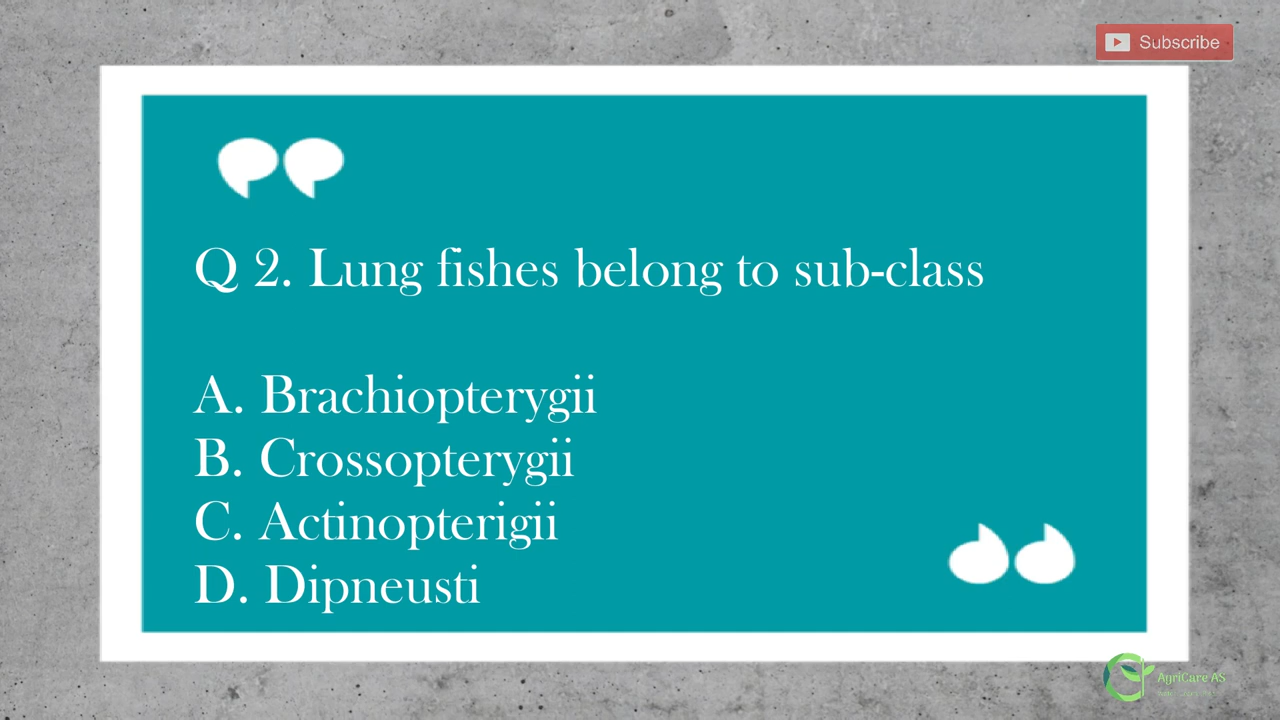 Subscribe
Q 2. Lung fishes belong to sub-class
A. Brachiopterygii
B. Crossopterygii
C. Actinopterigii
D. Dipneusti
AgriCare AS